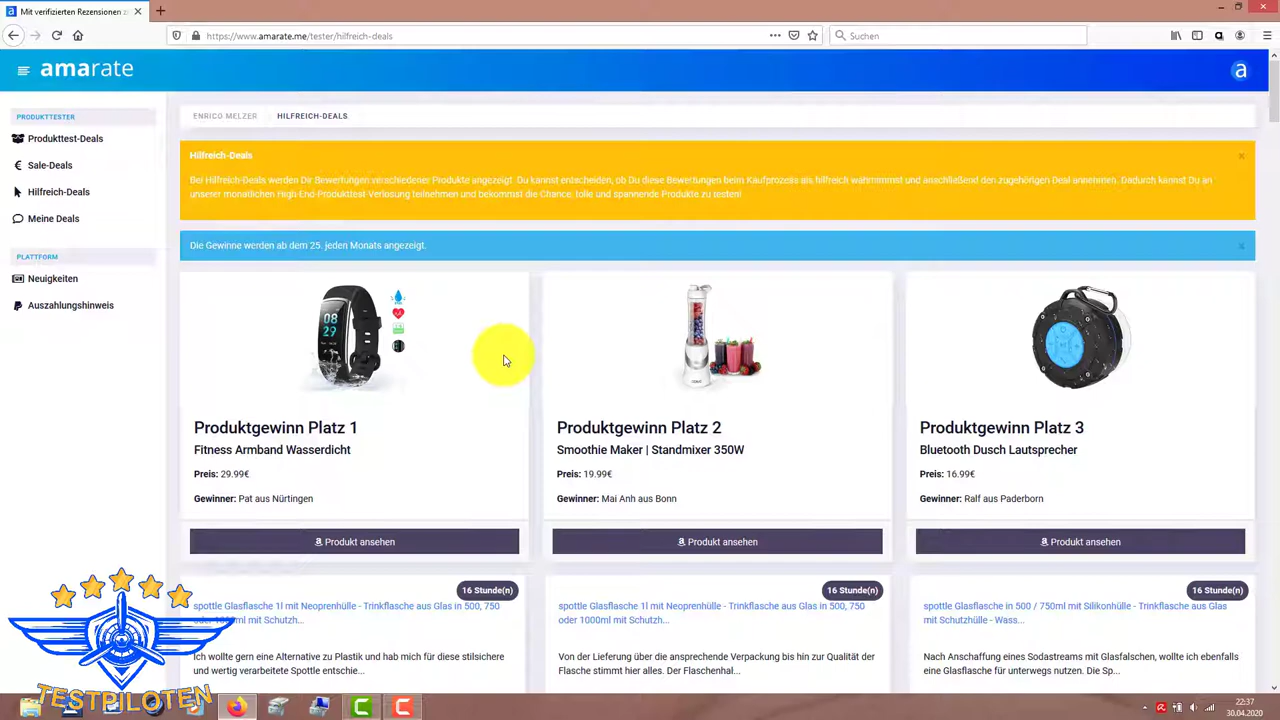 Mit verifizierten Rezensionen z
https://www.amarate.me/tester/hilfreich-deals
Suchen
amarate
a
PRODUKTTESTER
Produkttest-Deals
Sale-Deals
Hilfreich-Deals
Meine Deals
PLATTFORM
Neuigkeiten
Auszahlungshinweis
ENRICO MELZER
HILFREICH-DEALS
Hilfreich-Deals
Bei Hilfreich-Deals werden Dir Bewertungen verschiedener Produkte angezeigt. Du kannst entscheiden, ob Du diese Bewertungen beim Kaufprozess als hilfreich wahrnimmst und anschließend den zugehörigen Deal annehmen. Dadurch kannst Du an
unserer monatlichen High-End-Produkttest-Verlosung teilnehmen und bekommst die Chance, tolle und spannende Produkte zu testen!
Die Gewinne werden ab dem 25. jeden Monats angezeigt.
08
29
Produktgewinn Platz 1
Fitness Armband Wasserdicht
Preis: 29.99€
Gewinner: Pat aus Nürtingen
Produkt ansehen
Produktgewinn Platz 2
Smoothie Maker | Standmixer 350W
Preis: 19.99€
Gewinner: Mai Anh aus Bonn
Produkt ansehen
Produktgewinn Platz 3
Bluetooth Dusch Lautsprecher
Preis: 16.99€
Gewinner: Ralf aus Paderborn
Produkt ansehen
16 Stunde(n)
spottle Glasflasche 1l mit Neoprenhülle - Trinkflasche aus Glas in 500, 750
oder 1000ml mit Schutzh...
Ich wollte gern eine Alternative zu Plastik und hab mich für diese stilsichere
und wertig verarbeitete Spottle entschie...
16 Stunde(n)
spottle Glasflasche 1l mit Neoprenhülle - Trinkflasche aus Glas in 500, 750
oder 1000ml mit Schutzh...
Von der Lieferung über die ansprechende Verpackung bis hin zur Qualität der
Flasche stimmt hier alles. Der Flaschenhal...
16 Stunde(n)
spottle Glasflasche in 500 / 750ml mit Silikonhülle - Trinkflasche aus Glas
mit Schutzhülle - Wass...
Nach Anschaffung eines Sodastreams mit Glasfalschen, wollte ich ebenfalls
eine Glasflasche für unterwegs nutzen. Die Sp...
TESTPILOTEN
22:37
30.04.2020